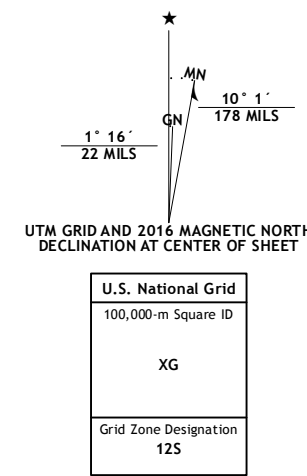 ★
MN
GN
1° 16´
22 MILS
10° 1´
178 MILS
UTM GRID AND 2016 MAGNETIC NORTH
DECLINATION AT CENTER OF SHEET
U.S. National Grid
100,000-m Square ID
XG
Grid Zone Designation
12S